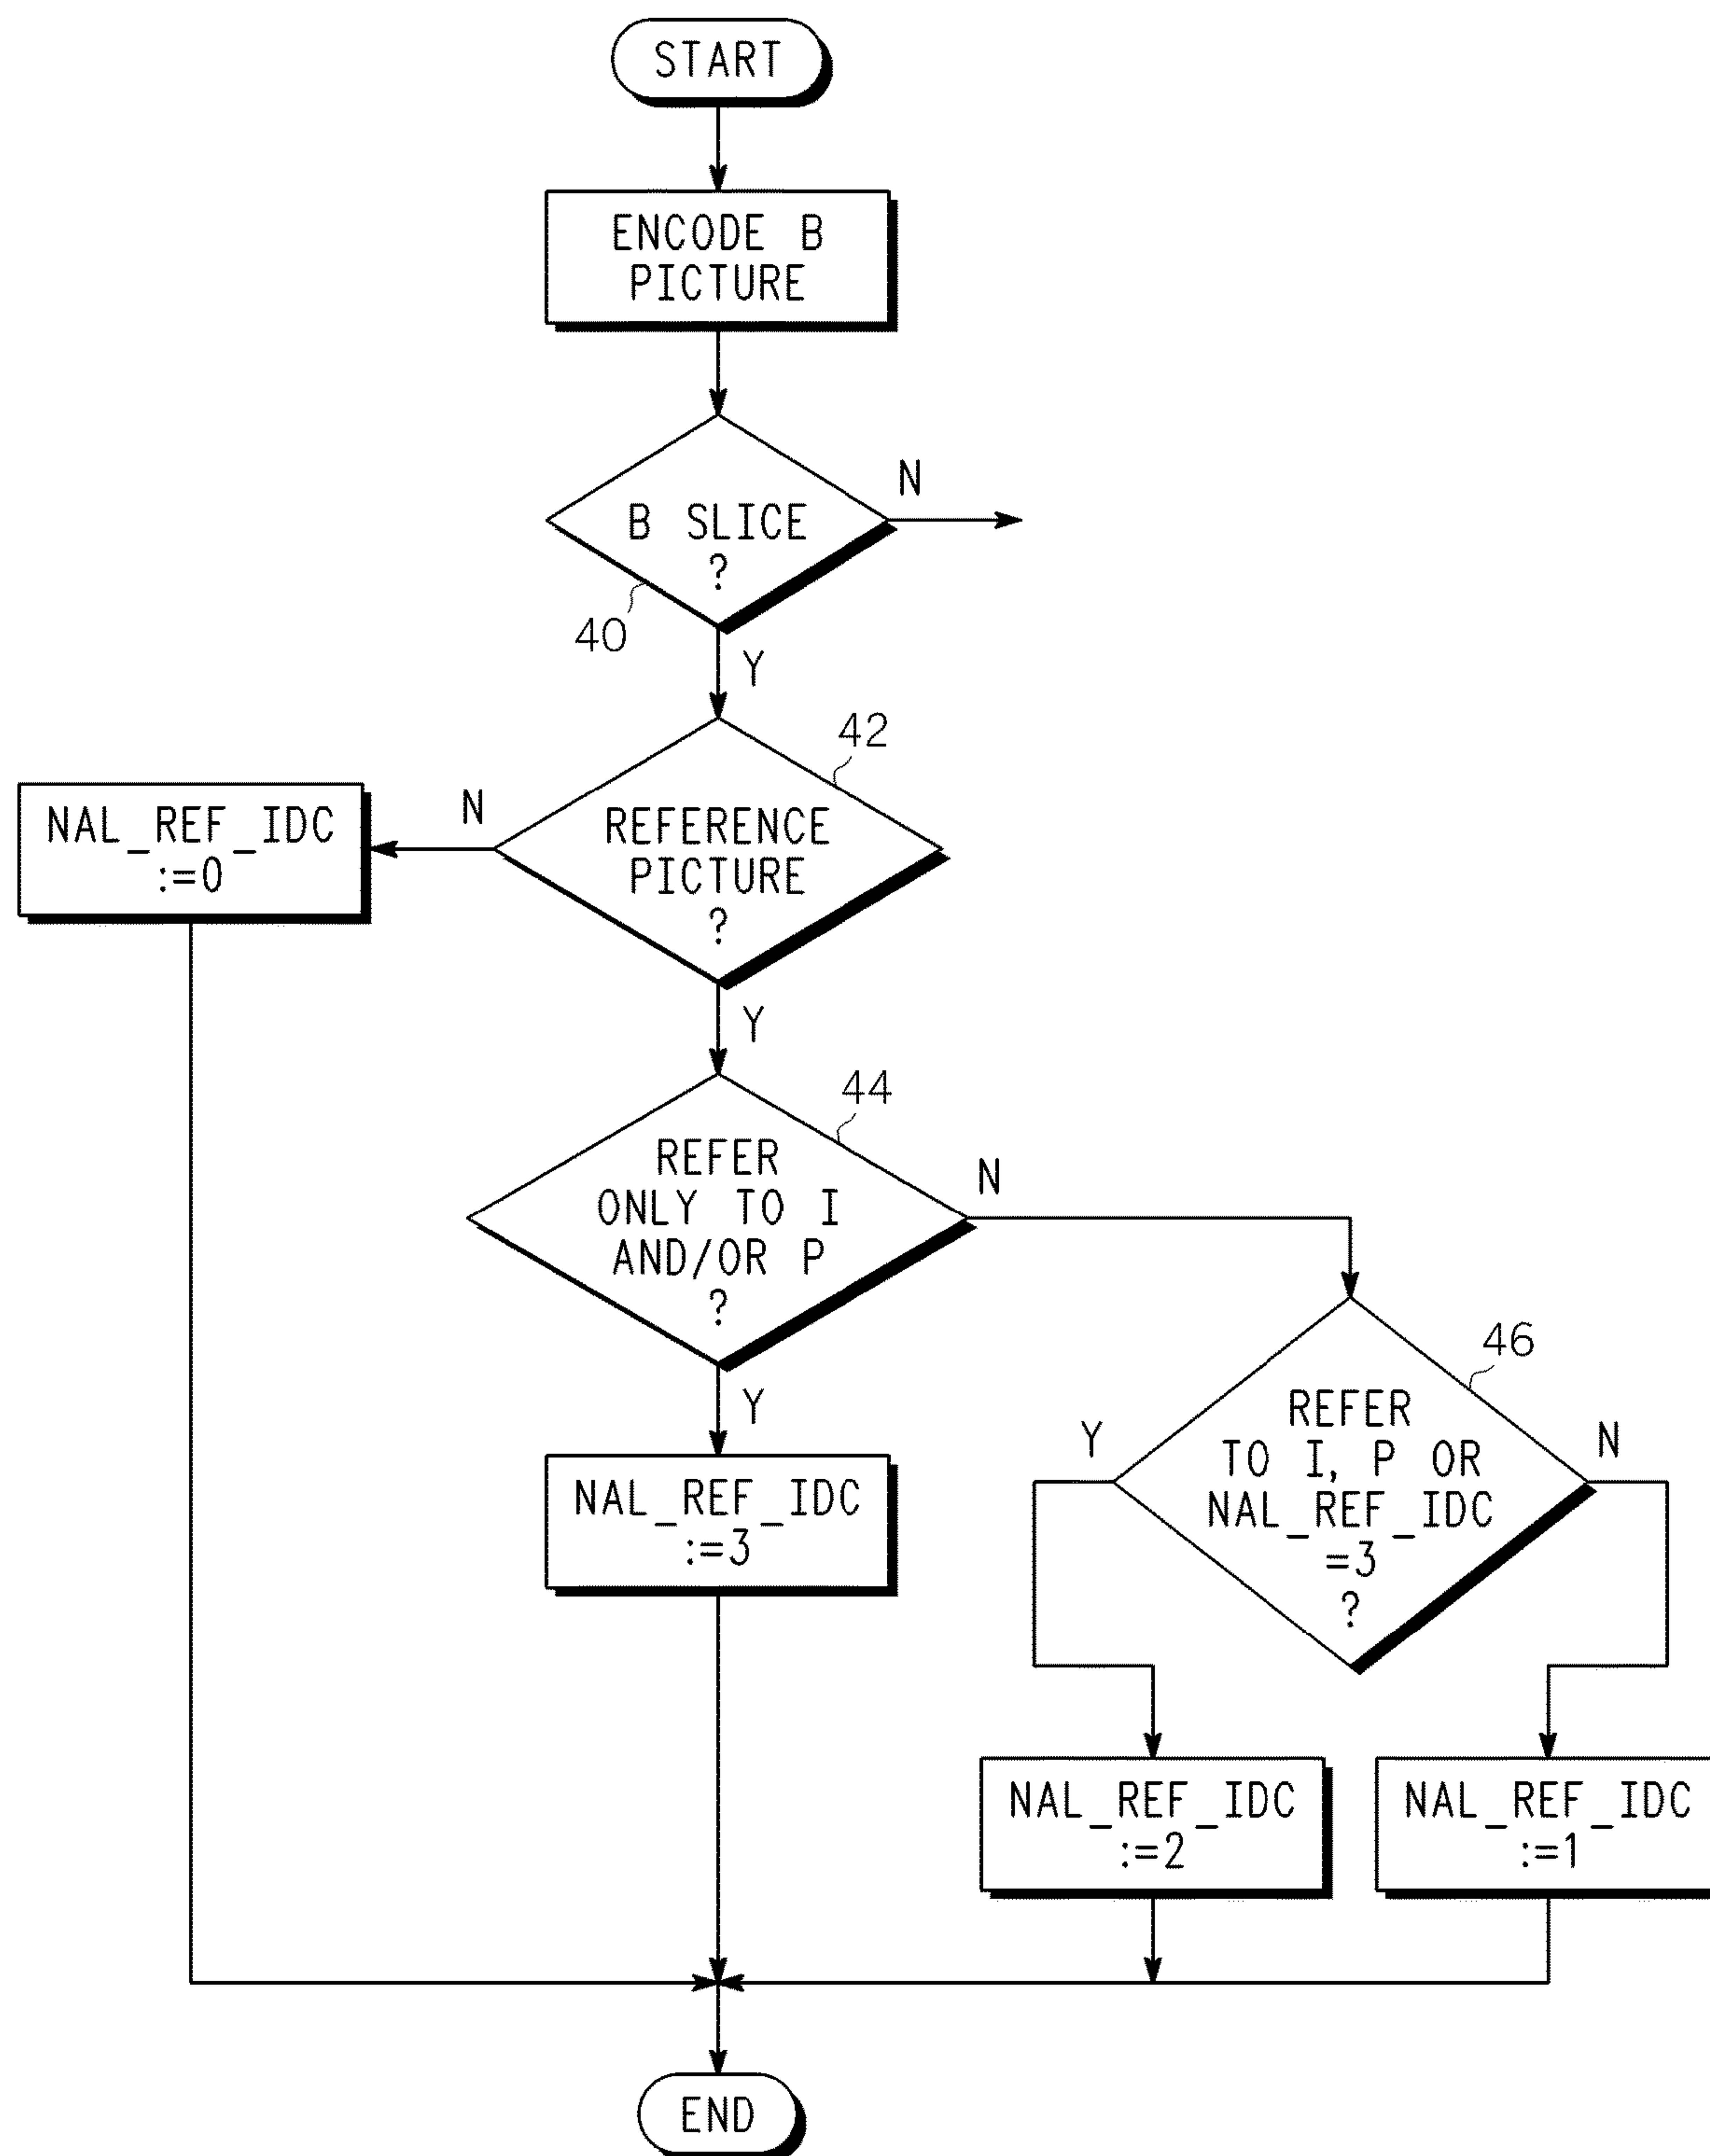 START
ENCODE B
PICTURE
B SLICE
?
N
40
Y
42
REFERENCE
PICTURE
?
N
NAL_REF_IDC
:=0
Y
44
REFER
ONLY TO I
AND/OR P
?
N
Y
46
REFER
TO I, P OR
NAL_REF_IDC
=3
?
Y
N
NAL_REF_IDC
:=3
NAL_REF_IDC
:=2
NAL_REF_IDC
:=1
END